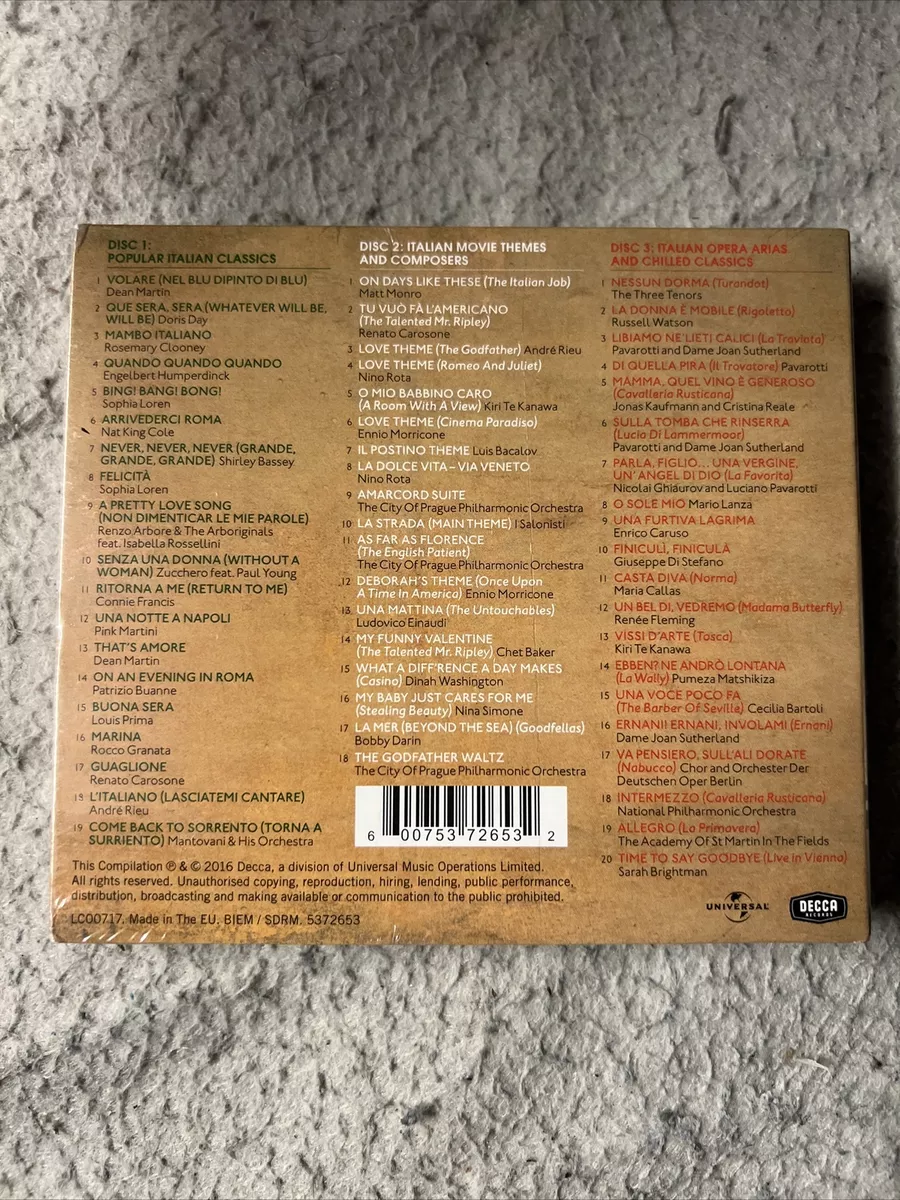 DISC 1:
POPULAR ITALIAN CLASSICS
1 VOLARE (NEL BLU DIPINTO DI BLU)
Dean Martin
2 QUE SERA, SERA (WHATEVER WILL BE,
WILL BE) Doris Day
3 MAMBO ITALIANO
Rosemary Clooney
4 QUANDO QUANDO QUANDO
Engelbert Humperdinck
5 BING! BANG! BONG!
Sophia Loren
6 ARRIVEDERCI ROMA
Nat King Cole
7 NEVER, NEVER, NEVER (GRANDE,
GRANDE, GRANDE) Shirley Bassey
8 FELICITÀ
Sophia Loren
9 A PRETTY LOVE SONG
(NON DIMENTICAR LE MIE PAROLE)
Renzo Arbore & The Arboriginals
feat. Isabella Rossellini
10 SENZA UNA DONNA (WITHOUT A
WOMAN) Zucchero feat. Paul Young
11 RITORNA A ME (RETURN TO ME)
Connie Francis
12 UNA NOTTE A NAPOLI
Pink Martini
13 THAT'S AMORE
Dean Martin
14 ON AN EVENING IN ROMA
Patrizio Buanne
15 BUONA SERA
Louis Prima
16 MARINA
Rocco Granata
17 GUAGLIONE
Renato Carosone
18 L'ITALIANO (LASCIATEMI CANTARE)
André Rieu
19 COME BACK TO SORRENTO (TORNA A
SURRIENTO) Mantovani & His Orchestra
DISC 2: ITALIAN MOVIE THEMES
AND COMPOSERS
1 ON DAYS LIKE THESE (The Italian Job)
Matt Monro
2 TU VUÒ FÀ L'AMERICANO
(The Talented Mr. Ripley)
Renato Carosone
3 LOVE THEME (The Godfather) André Rieu
4 LOVE THEME (Romeo And Juliet)
Nino Rota
5 O MIO BABBINO CARO
(A Room With A View) Kiri Te Kanawa
6 LOVE THEME (Cinema Paradiso)
Ennio Morricone
7 IL POSTINO THEME Luis Bacalov
8 LA DOLCE VITA – VIA VENETO
Nino Rota
9 AMARCORD SUITE
The City Of Prague Philharmonic Orchestra
10 LA STRADA (MAIN THEME) I Salonisti
11 AS FAR AS FLORENCE
(The English Patient)
The City Of Prague Philharmonic Orchestra
12 DEBORAH'S THEME (Once Upon
A Time In America) Ennio Morricone
13 UNA MATTINA (The Untouchables)
Ludovico Einaudi
14 MY FUNNY VALENTINE
(The Talented Mr. Ripley) Chet Baker
15 WHAT A DIFF'RENCE A DAY MAKES
(Casino) Dinah Washington
16 MY BABY JUST CARES FOR ME
(Stealing Beauty) Nina Simone
17 LA MER (BEYOND THE SEA) (Goodfellas)
Bobby Darin
18 THE GODFATHER WALTZ
The City Of Prague Philharmonic Orchestra
6 00753 72653 2
DISC 3: ITALIAN OPERA ARIAS
AND CHILLED CLASSICS
1 NESSUN DORMA (Turandot)
The Three Tenors
2 LA DONNA È MOBILE (Rigoletto)
Russell Watson
3 LIBIAMO NE'LIETI CALICI (La Traviata)
Pavarotti and Dame Joan Sutherland
4 DI QUELLA PIRA (Il Trovatore) Pavarotti
5 MAMMA, QUEL VINO È GENEROSO
(Cavalleria Rusticana)
Jonas Kaufmann and Cristina Reale
6 SULLA TOMBA CHE RINSERRA
(Lucio Di Lammermoor)
Pavarotti and Dame Joan Sutherland
7 PARLA, FIGLIO... UNA VERGINE,
UN' ANGEL DI DIO (La Favorita)
Nicolai Ghiaurov and Luciano Pavarotti
8 O SOLE MIO Mario Lanza
9 UNA FURTIVA LAGRIMA
Enrico Caruso
10 FINICULÌ, FINICULÀ
Giuseppe Di Stefano
11 CASTA DIVA (Norma)
Maria Callas
12 UN BEL DI, VEDREMO (Madama Butterfly)
Renée Fleming
13 VISSI D'ARTE (Tosca)
Kiri Te Kanawa
14 EBBEN? NE ANDRÒ LONTANA
(La Wally) Pumeza Matshikiza
15 UNA VOCE POCO FA
(The Barber Of Seville) Cecilia Bartoli
16 ERNANI! ERNANI, INVOLAMI (Ernani)
Dame Joan Sutherland
17 VA PENSIERO, SULL'ALI DORATE
(Nabucco) Chor and Orchester Der
Deutschen Oper Berlin
18 INTERMEZZO (Cavalleria Rusticana)
National Philharmonic Orchestra
19 ALLEGRO (La Primavera)
The Academy Of St Martin In The Fields
20 TIME TO SAY GOODBYE (Live in Vienna)
Sarah Brightman
This Compilation ℗ & © 2016 Decca, a division of Universal Music Operations Limited.
All rights reserved. Unauthorised copying, reproduction, hiring, lending, public performance,
distribution, broadcasting and making available or communication to the public prohibited.
LC00717. Made in The EU. BIEM / SDRM. 5372653
UNIVERSAL
DECCA
RECORDS